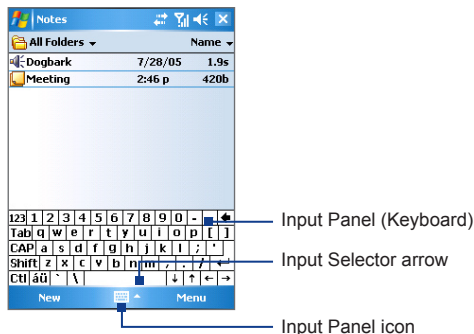 Notes
All Folders Name
Dogbark 7/28/05 1.9s
Meeting 2:46 p 420b
123 1 2 3 4 5 6 7 8 9 0 -
Tab q w e r t y u i o p [ ]
CAP a s d f g h j k l ; '
Shift z x c v b n m , . /
Ctl áü ` \
New Menu
Input Panel (Keyboard)
Input Selector arrow
Input Panel icon